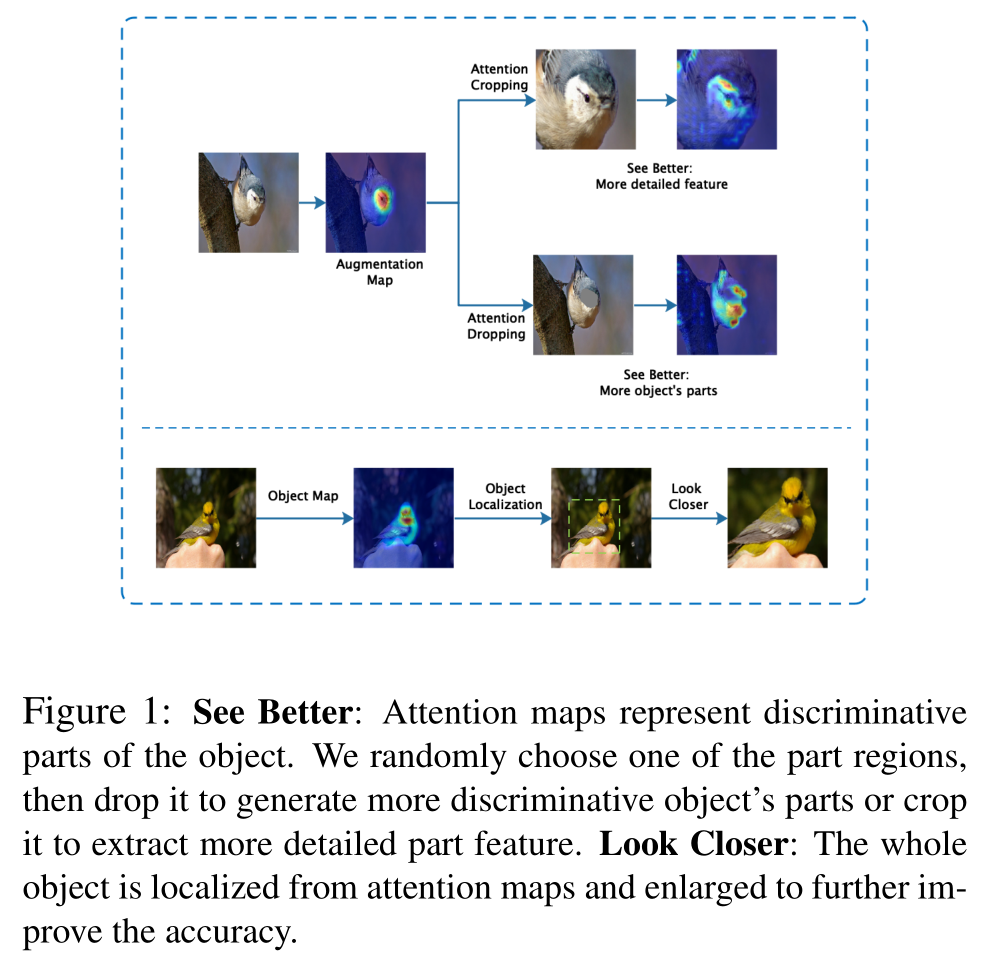 Attention
Cropping
See Better:
More detailed feature
Augmentation
Map
Attention
Dropping
See Better:
More object's parts
Object Map
Object
Localization
Look
Closer
Figure 1: See Better: Attention maps represent discriminative
parts of the object. We randomly choose one of the part regions,
then drop it to generate more discriminative object's parts or crop
it to extract more detailed part feature. Look Closer: The whole
object is localized from attention maps and enlarged to further im-
prove the accuracy.